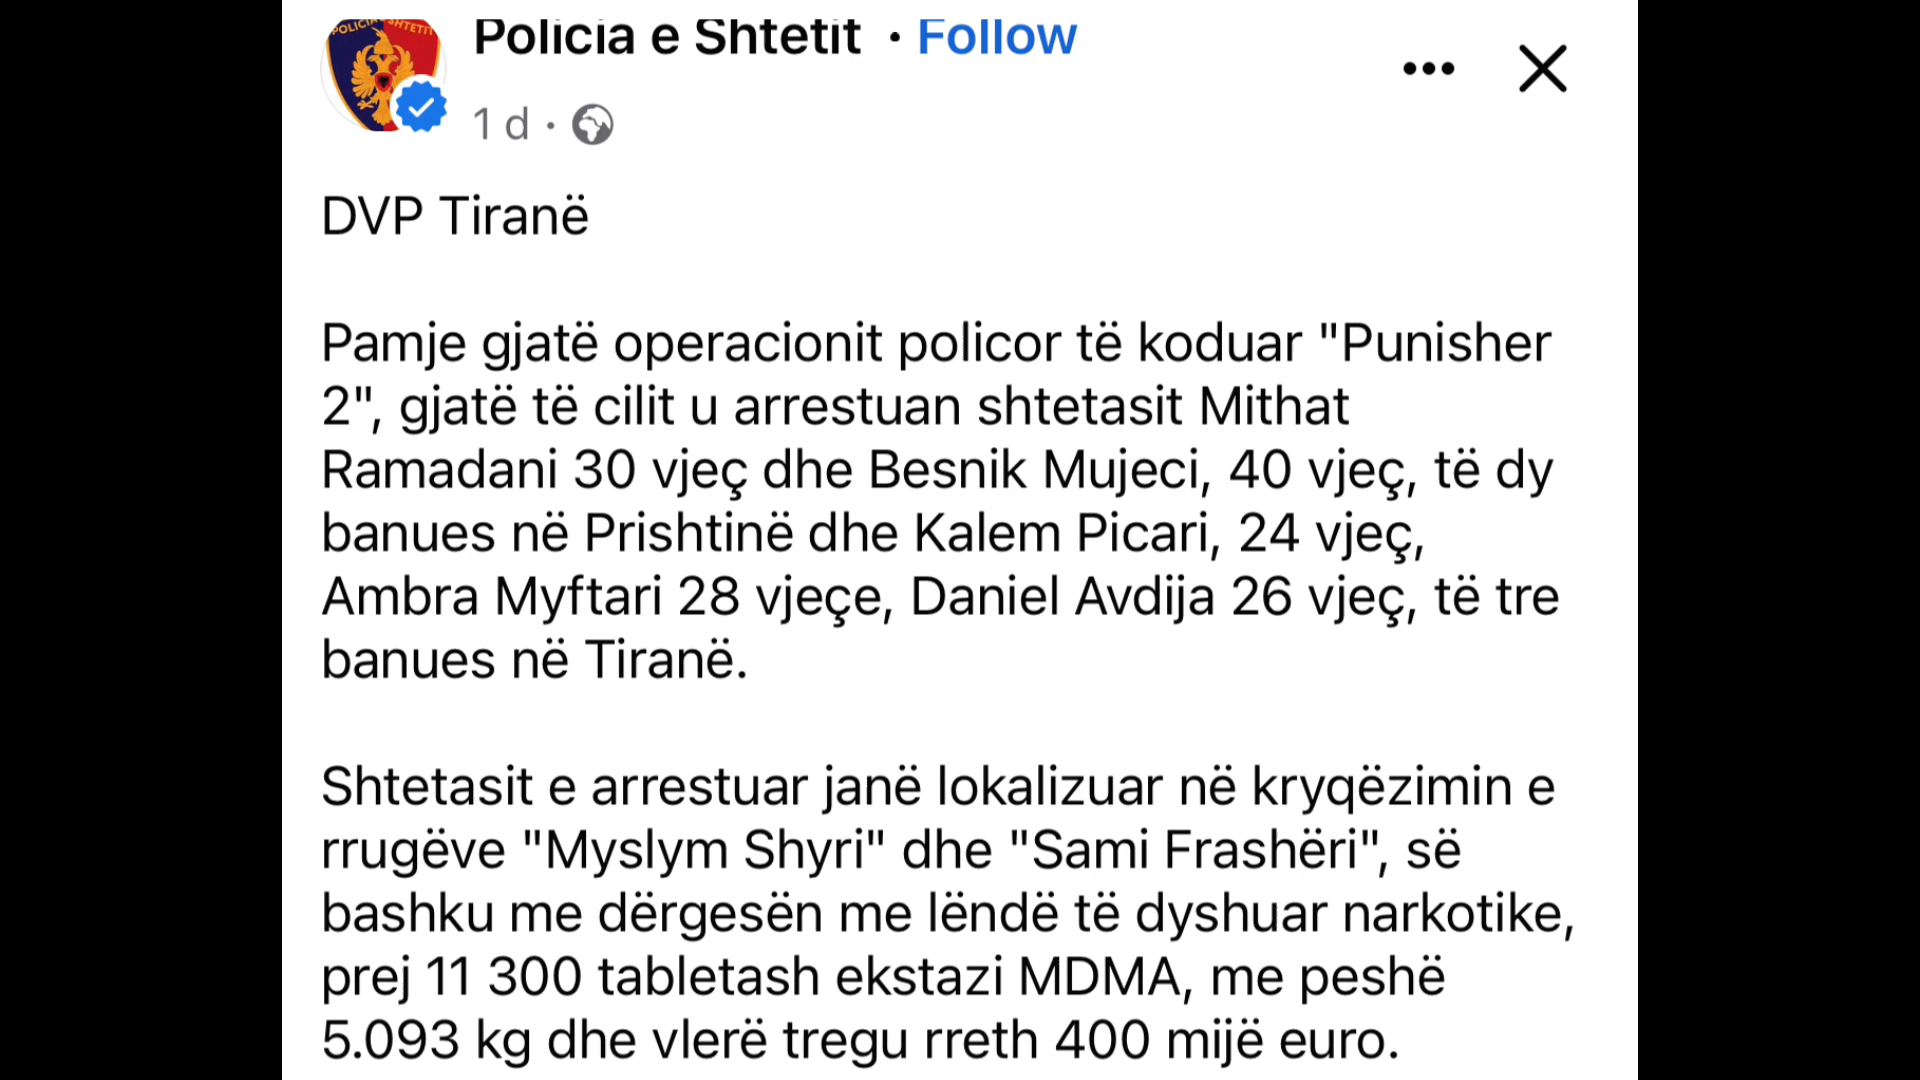 POLICIA SHTETIT
Policia e Shtetit · Follow
1 d ·
DVP Tiranë
Pamje gjatë operacionit policor të koduar "Punisher
2", gjatë të cilit u arrestuan shtetasit Mithat
Ramadani 30 vjeç dhe Besnik Mujeci, 40 vjeç, të dy
banues në Prishtinë dhe Kalem Picari, 24 vjeç,
Ambra Myftari 28 vjeçe, Daniel Avdija 26 vjeç, të tre
banues në Tiranë.
Shtetasit e arrestuar janë lokalizuar në kryqëzimin e
rrugëve "Myslym Shyri" dhe "Sami Frashëri", së
bashku me dërgesën me lëndë të dyshuar narkotike,
prej 11 300 tabletash ekstazi MDMA, me peshë
5.093 kg dhe vlerë tregu rreth 400 mijë euro.